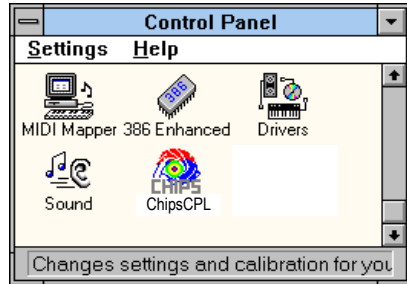 Control Panel
Settings Help
386
MIDI Mapper 386 Enhanced Drivers
CHIPS
Sound ChipsCPL
Changes settings and calibration for you